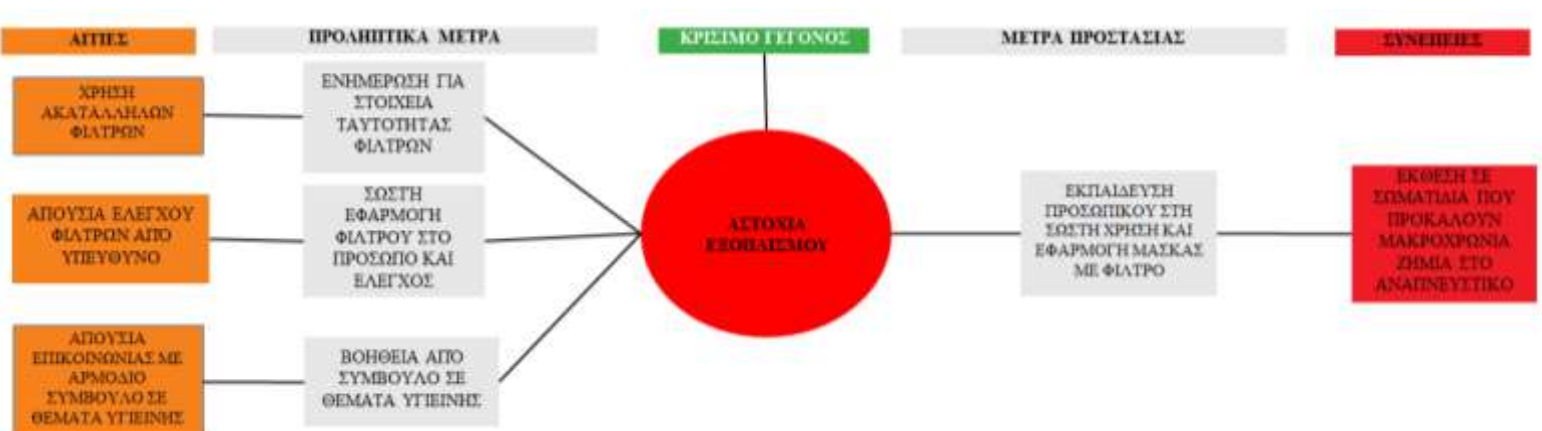 ΑΙΤΙΕΣ
ΠΡΟΛΗΠΤΙΚΑ ΜΕΤΡΑ
ΚΡΙΣΙΜΟ ΓΕΓΟΝΟΣ
ΜΕΤΡΑ ΠΡΟΣΤΑΣΙΑΣ
ΣΥΝΕΠΕΙΕΣ
ΧΡΗΣΗ
ΑΚΑΤΑΛΛΗΛΩΝ
ΦΙΛΤΡΩΝ
ΕΝΗΜΕΡΩΣΗ ΓΙΑ
ΣΤΟΙΧΕΙΑ
ΤΑΥΤΟΤΗΤΑΣ
ΦΙΛΤΡΩΝ
ΑΠΟΥΣΙΑ ΕΛΕΓΧΟΥ
ΦΙΛΤΡΩΝ ΑΠΟ
ΥΠΕΥΘΥΝΟ
ΣΩΣΤΗ
ΕΦΑΡΜΟΓΗ
ΦΙΛΤΡΟΥ ΣΤΟ
ΠΡΟΣΩΠΟ ΚΑΙ
ΕΛΕΓΧΟΣ
ΑΠΟΥΣΙΑ
ΕΠΙΚΟΙΝΩΝΙΑΣ ΜΕ
ΑΡΜΟΔΙΟ
ΣΥΜΒΟΥΛΟ ΣΕ
ΘΕΜΑΤΑ ΥΓΙΕΙΝΗΣ
ΒΟΗΘΕΙΑ ΑΠΟ
ΣΥΜΒΟΥΛΟ ΣΕ
ΘΕΜΑΤΑ ΥΓΙΕΙΝΗΣ
ΑΣΤΟΧΙΑ
ΕΞΟΠΛΙΣΜΟΥ
ΕΚΠΑΙΔΕΥΣΗ
ΠΡΟΣΩΠΙΚΟΥ ΣΤΗ
ΣΩΣΤΗ ΧΡΗΣΗ ΚΑΙ
ΕΦΑΡΜΟΓΗ ΜΑΣΚΑΣ
ΜΕ ΦΙΛΤΡΟ
ΕΚΘΕΣΗ ΣΕ
ΣΩΜΑΤΙΔΙΑ ΠΟΥ
ΠΡΟΚΑΛΟΥΝ
ΜΑΚΡΟΧΡΟΝΙΑ
ΖΗΜΙΑ ΣΤΟ
ΑΝΑΠΝΕΥΣΤΙΚΟ